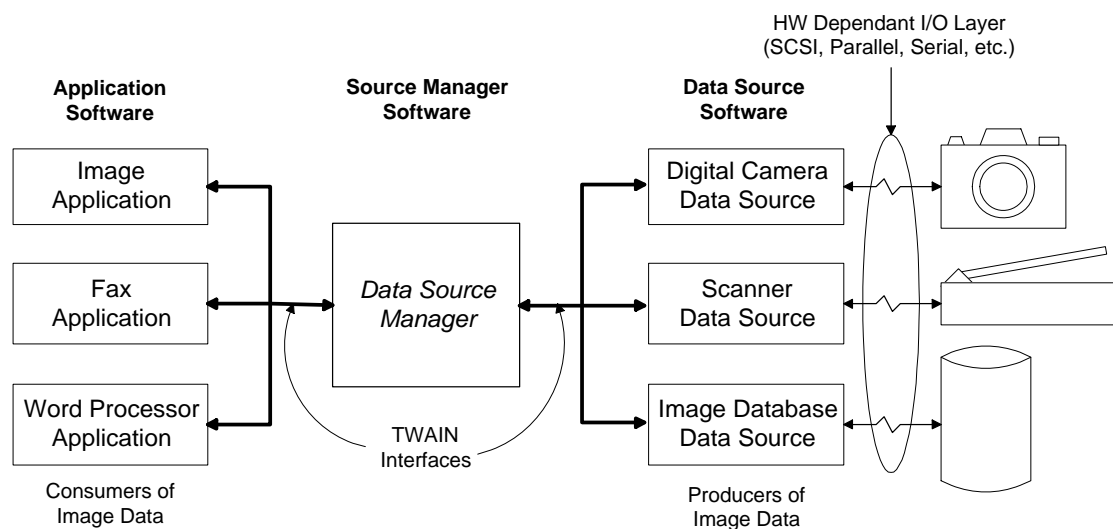 HW Dependant I/O Layer
(SCSI, Parallel, Serial, etc.)
Application
Software
Source Manager
Software
Data Source
Software
Image
Application
Fax
Application
Word Processor
Application
Consumers of
Image Data
Data Source
Manager
TWAIN
Interfaces
Digital Camera
Data Source
Scanner
Data Source
Image Database
Data Source
Producers of
Image Data